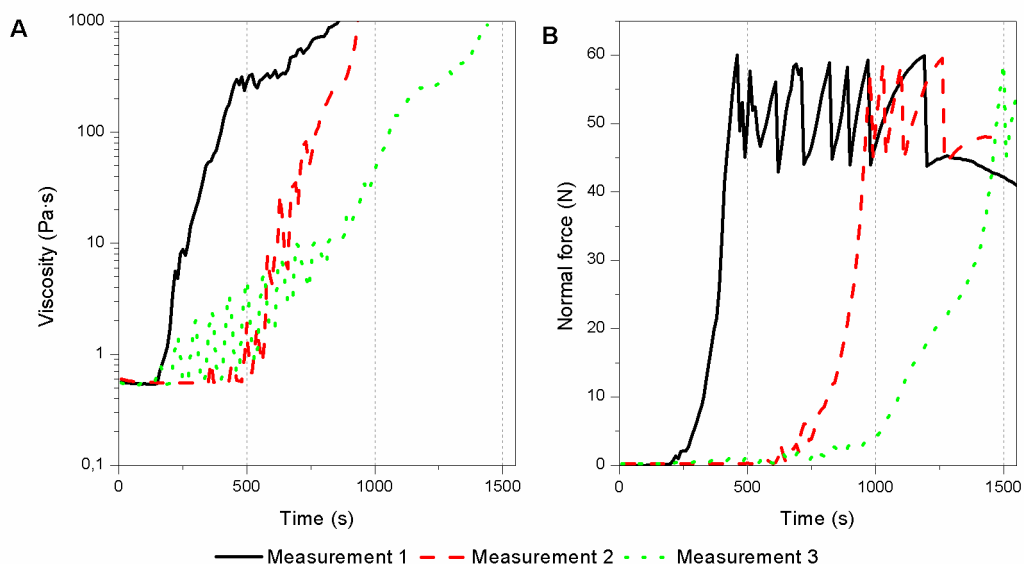 A
Viscosity (Pa·s)
1000
100
10
1
0,1
0
500
1000
1500
Time (s)
B
Normal force (N)
60
50
40
30
20
10
0
0
500
1000
1500
Time (s)
Measurement 1
Measurement 2
Measurement 3